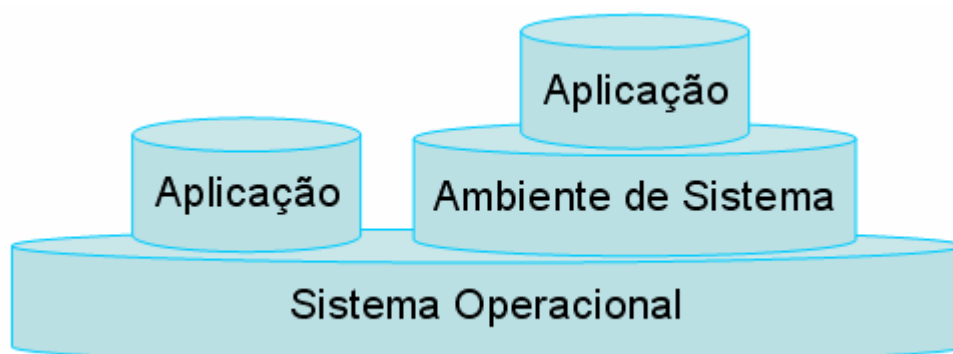 Aplicação
Aplicação
Ambiente de Sistema
Sistema Operacional